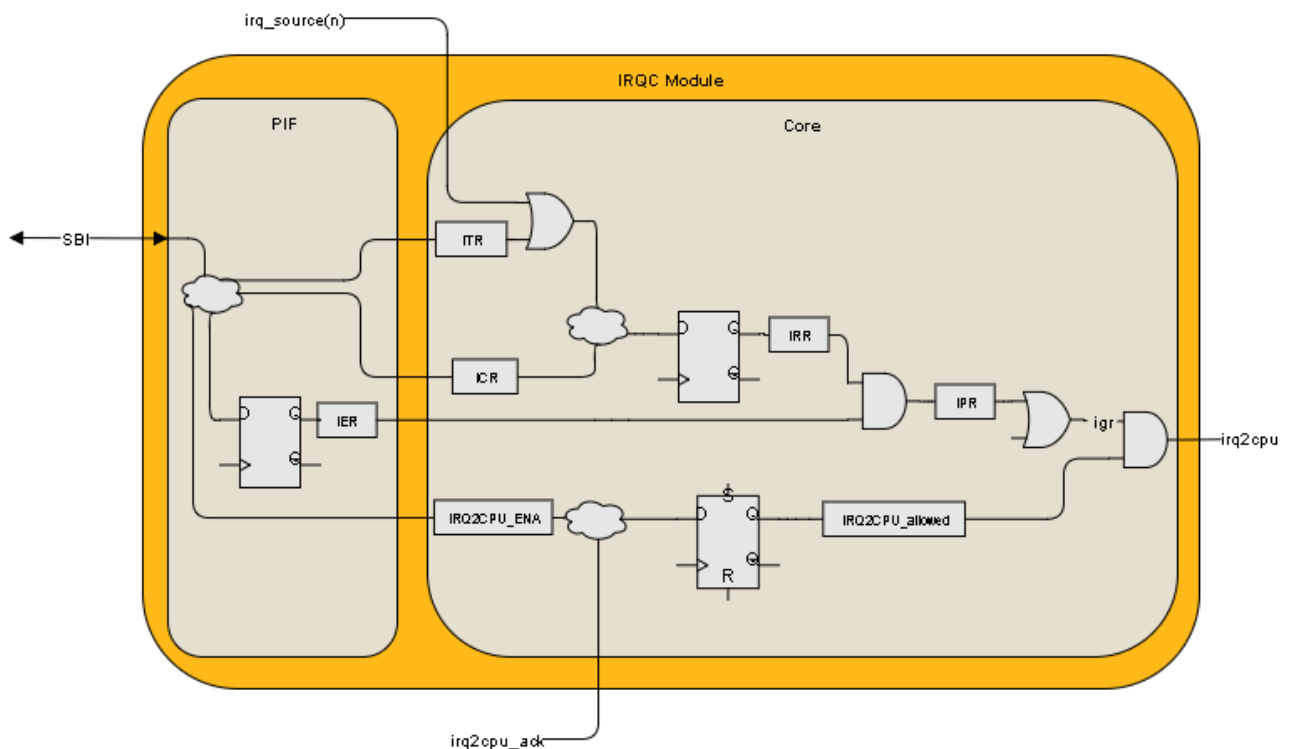 irq_source(n)
IRQC Module
PIF
Core
SBI
ITR
IRR
ICR
IPR
IER
igr
irq2cpu
S
IRQ2CPU_ENA
IRQ2CPU_allowed
R
irq2cpu_ack